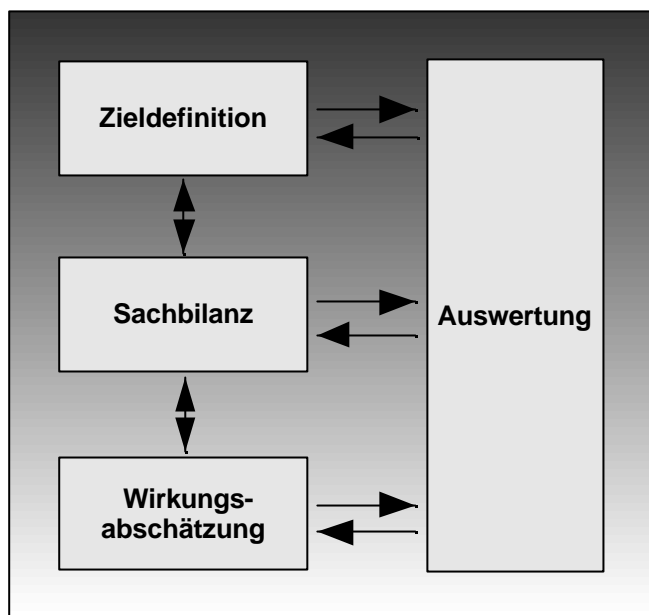 Zieldefinition
Sachbilanz
Auswertung
Wirkungs-
abschätzung